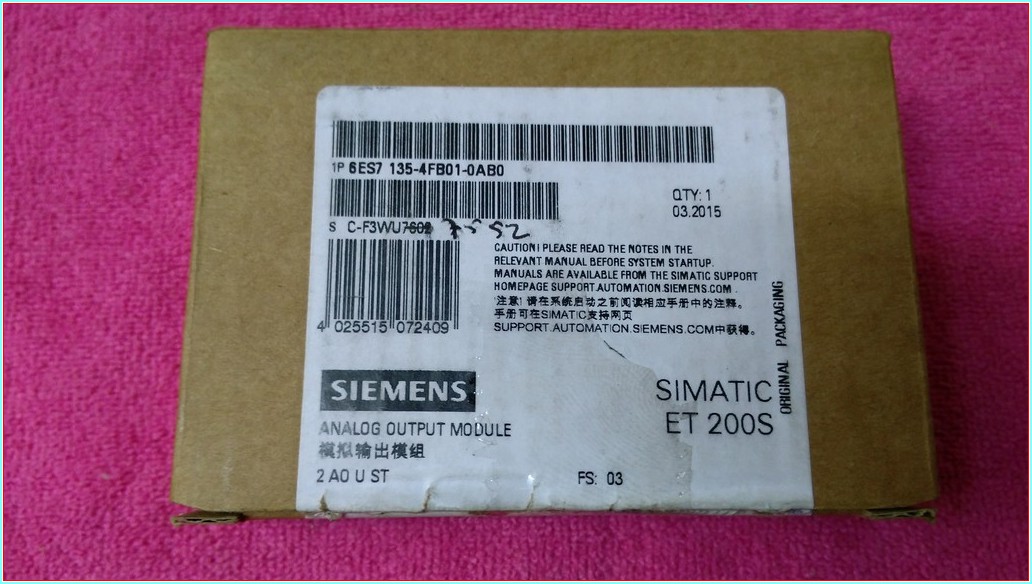 1P 6ES7 135-4FB01-0AB0
QTY: 1
03.2015
S C-F3WU7602 7552
CAUTION! PLEASE READ THE NOTES IN THE
RELEVANT MANUAL BEFORE SYSTEM STARTUP.
MANUALS ARE AVAILABLE FROM THE SIMATIC SUPPORT
HOMEPAGE SUPPORT.AUTOMATION.SIEMENS.COM .
注意! 请在系统启动之前阅读相应手册中的注释。
手册可在SIMATIC支持网页
SUPPORT.AUTOMATION.SIEMENS.COM中获得。
4 025515 072409
ORIGINAL PACKAGING
SIEMENS
SIMATIC
ET 200S
ANALOG OUTPUT MODULE
模拟输出模组
2 AO U ST
FS: 03